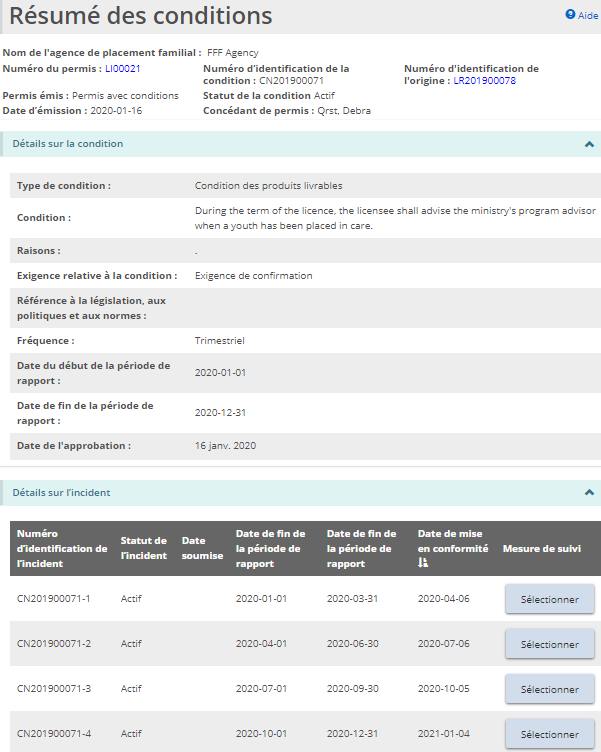 Résumé des conditions
Aide
Nom de l'agence de placement familial : FFF Agency
Numéro du permis : LI00021
Numéro d'identification de la condition : CN201900071
Numéro d'identification de l'origine : LR201900078
Permis émis : Permis avec conditions
Statut de la condition Actif
Date d'émission : 2020-01-16
Concédant de permis : Qrst, Debra
Détails sur la condition
Type de condition : Condition des produits livrables
Condition : During the term of the licence, the licensee shall advise the ministry's program advisor
when a youth has been placed in care.
Raisons : .
Exigence relative à la condition : Exigence de confirmation
Référence à la législation, aux
politiques et aux normes :
Fréquence : Trimestriel
Date du début de la période de
rapport : 2020-01-01
Date de fin de la période de
rapport : 2020-12-31
Date de l'approbation : 16 janv. 2020
Détails sur l'incident
Numéro d'identification de l'incident
Statut de l'incident
Date soumise
Date de fin de la période de rapport
Date de fin de la période de rapport
Date de mise en conformité
Mesure de suivi
CN201900071-1 Actif 2020-01-01 2020-03-31 2020-04-06 Sélectionner
CN201900071-2 Actif 2020-04-01 2020-06-30 2020-07-06 Sélectionner
CN201900071-3 Actif 2020-07-01 2020-09-30 2020-10-05 Sélectionner
CN201900071-4 Actif 2020-10-01 2020-12-31 2021-01-04 Sélectionner